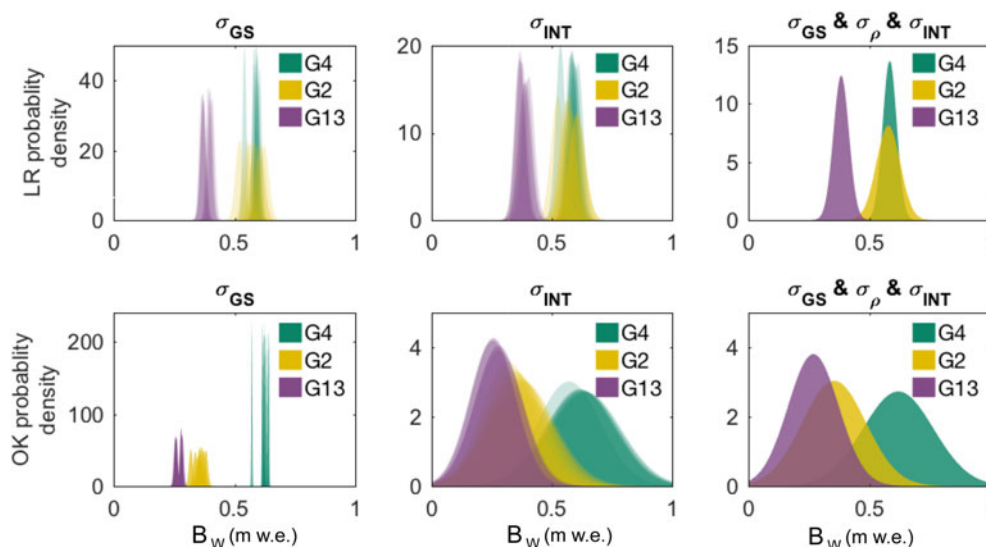 σGS
σINT
σGS & σρ & σINT
LR probablity
density
40
20
0
0
0.5
1
G4
G2
G13
20
10
0
0
0.5
1
G4
G2
G13
15
10
5
0
0
0.5
1
G4
G2
G13
σGS
σINT
σGS & σρ & σINT
OK probablity
density
200
100
0
0
0.5
1
G4
G2
G13
4
2
0
0
0.5
1
G4
G2
G13
4
2
0
0
0.5
G4
G2
G13
BW (m w.e.)
BW (m w.e.)
BW (m w.e.)